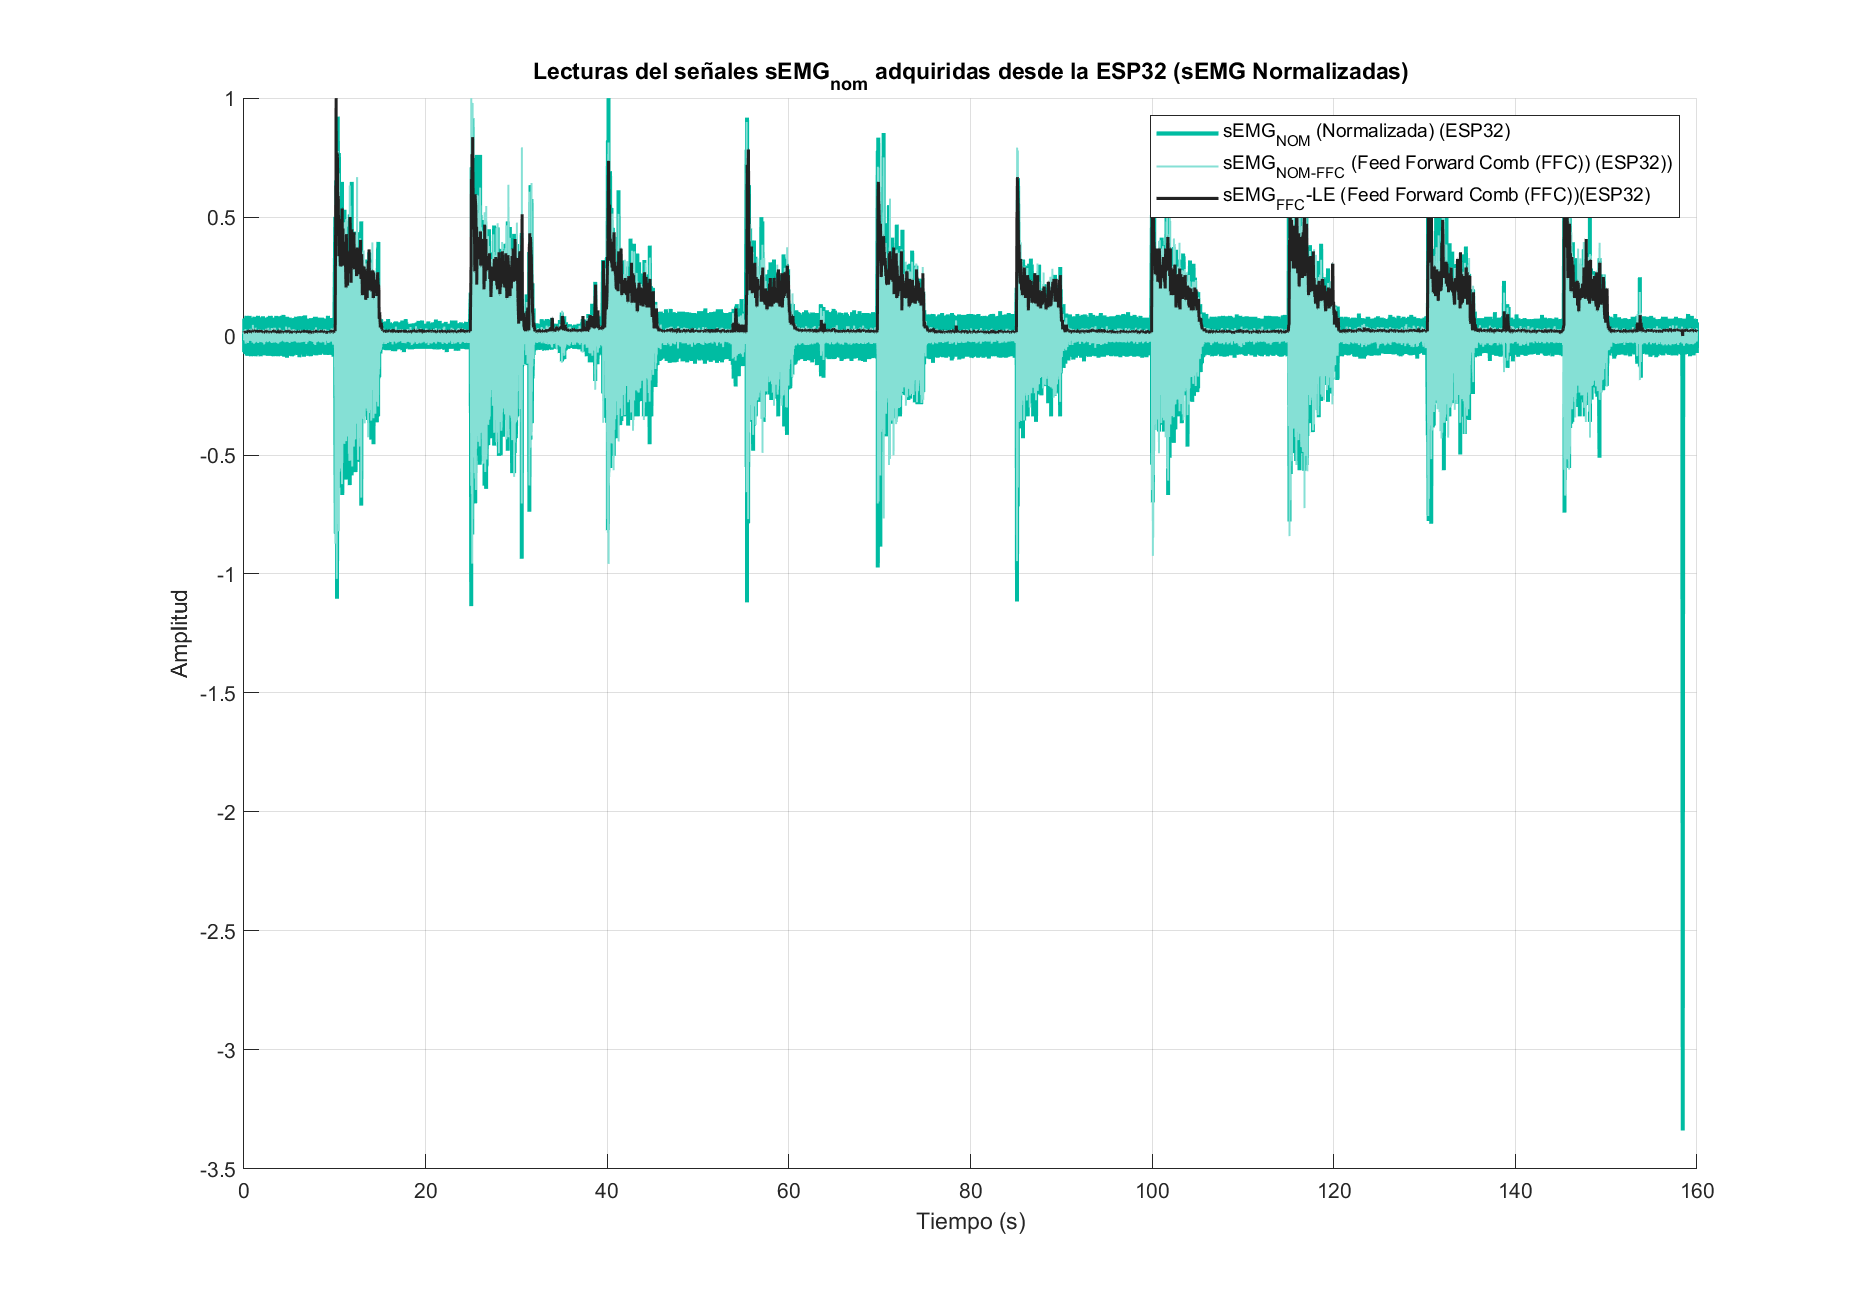 Lecturas del señales sEMGnom adquiridas desde la ESP32 (sEMG Normalizadas)
sEMGNOM (Normalizada) (ESP32)
sEMGNOM-FFC (Feed Forward Comb (FFC)) (ESP32))
sEMGFFC-LE (Feed Forward Comb (FFC))(ESP32)
1
0.5
0
-0.5
-1
-1.5
-2
-2.5
-3
-3.5
Amplitud
0 20 40 60 80 100 120 140 160
Tiempo (s)